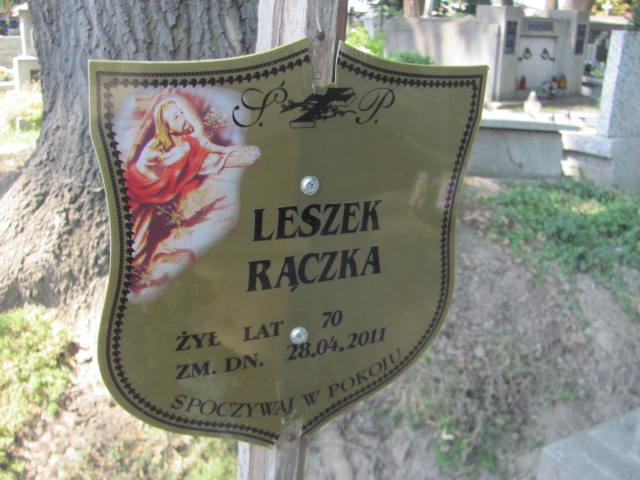 Ś. P.
LESZEK
RĄCZKA
ŻYŁ LAT 70
ZM. DN. 28.04.2011
SPOCZYWAJ W POKOJU